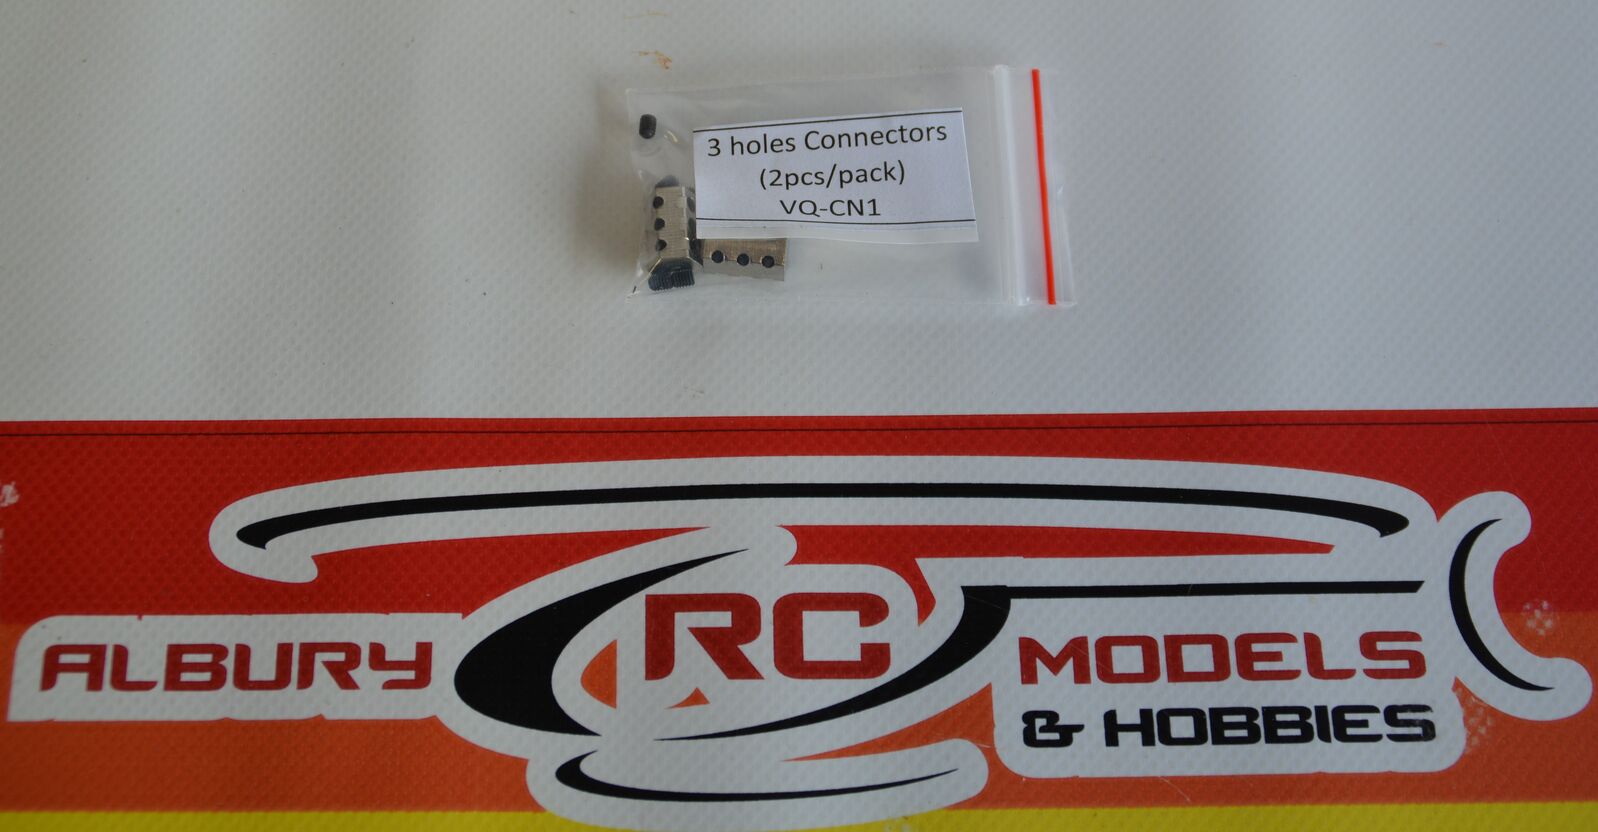 3 holes Connectors
(2pcs/pack)
VQ-CN1
ALBURY RC MODELS
& HOBBIES